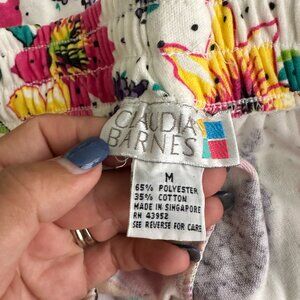 CLAUDIA
BARNES
M
65% POLYESTER
35% COTTON
MADE IN SINGAPORE
RN 43952
SEE REVERSE FOR CARE